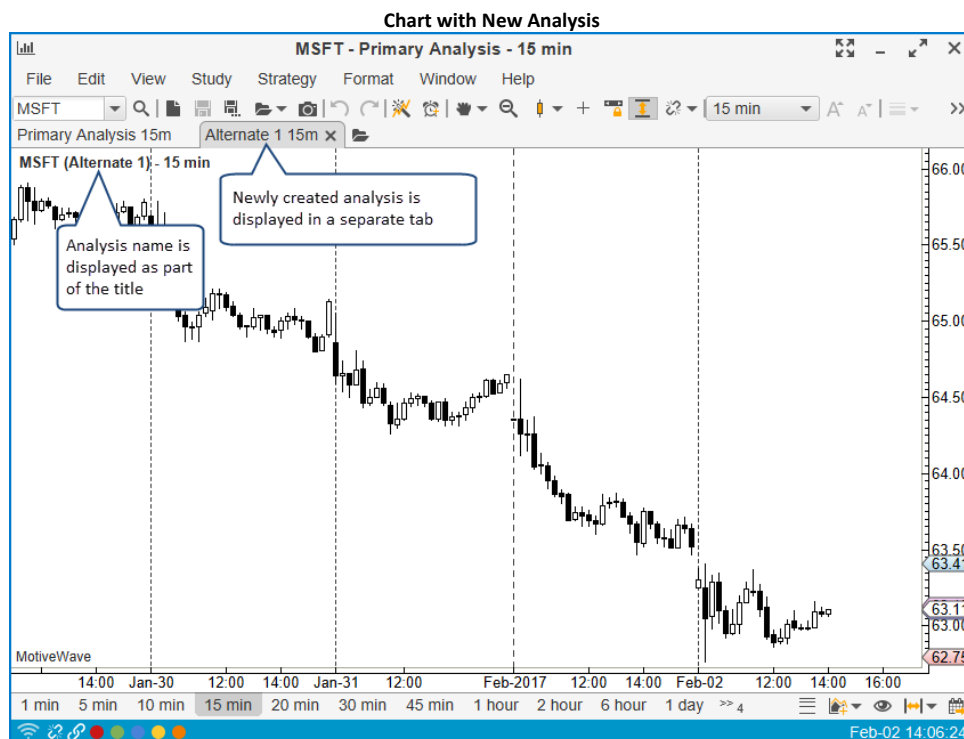 Chart with New Analysis
MSFT - Primary Analysis - 15 min
File Edit View Study Strategy Format Window Help
MSFT 15 min
Primary Analysis 15m Alternate 1 15m
MSFT (Alternate 1) - 15 min
Newly created analysis is
displayed in a separate tab
Analysis name is
displayed as part
of the title
66.00
65.50
65.00
64.50
64.00
63.50
63.41
63.11
63.00
62.75
MotiveWave
14:00 Jan-30 12:00 14:00 Jan-31 12:00 Feb-2017 12:00 14:00 Feb-02 12:00 14:00 16:00
1 min 5 min 10 min 15 min 20 min 30 min 45 min 1 hour 2 hour 6 hour 1 day >> 4
Feb-02 14:06:24